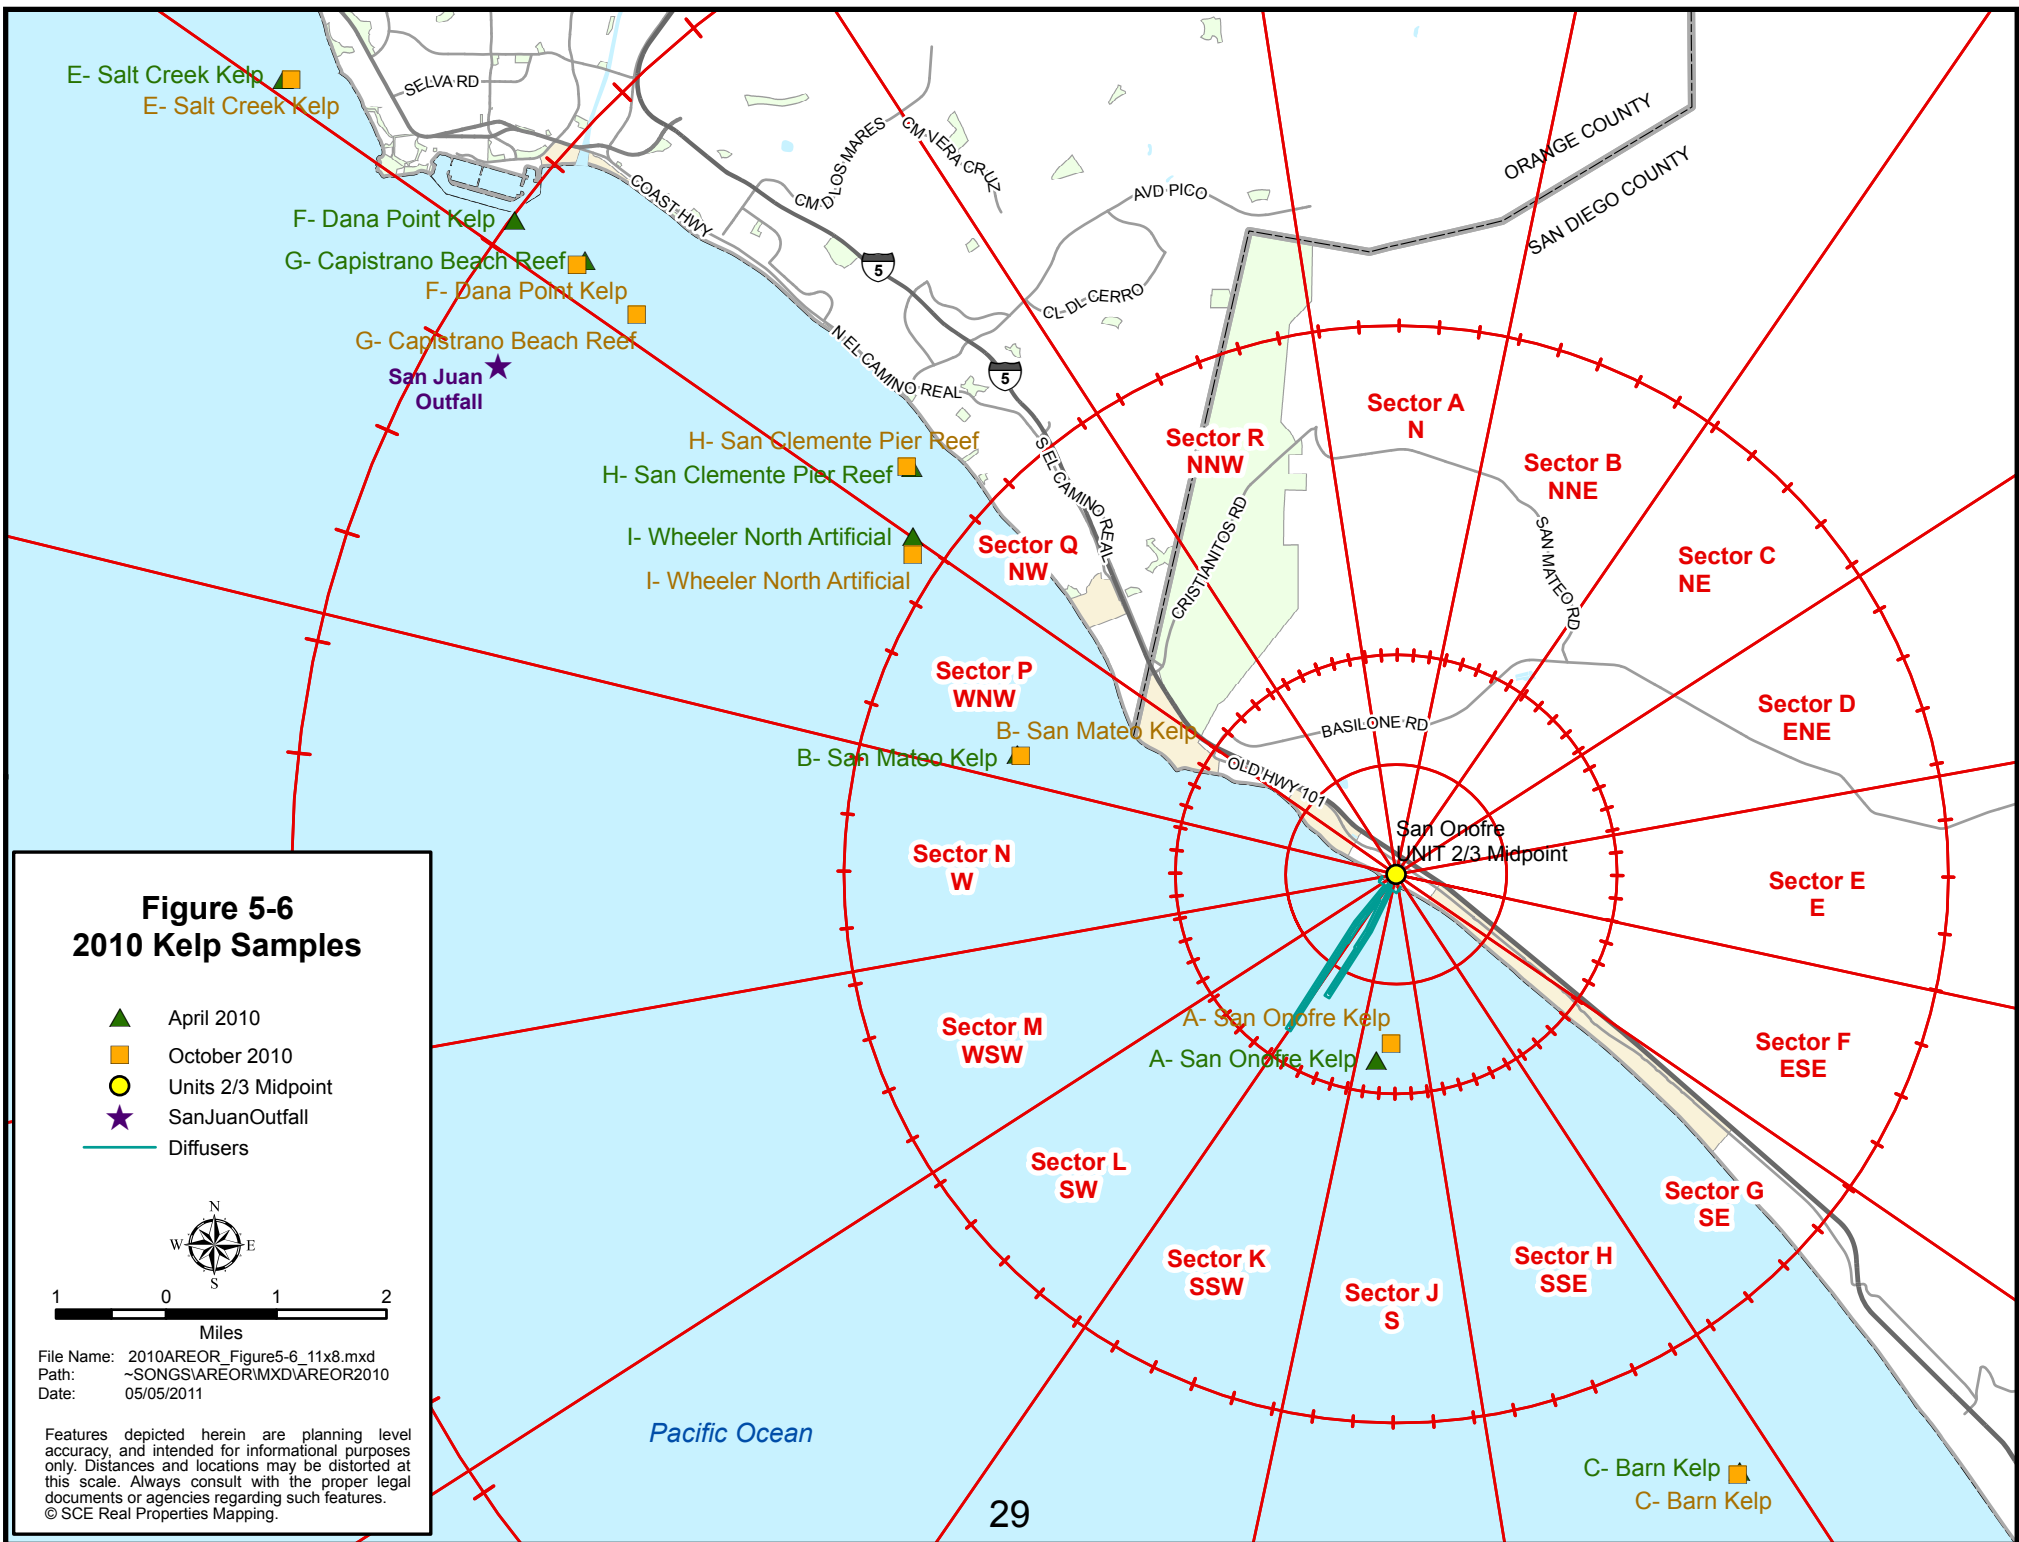 E- Salt Creek Kelp
E- Salt Creek Kelp
SELVA RD
CM D LOS MARES
CM VERA CRUZ
AVD PICO
ORANGE COUNTY
SAN DIEGO COUNTY
F- Dana Point Kelp
COAST HWY
G- Capistrano Beach Reef
F- Dana Point Kelp
5
CL DL CERRO
G- Capistrano Beach Reef
San Juan
Outfall
N EL CAMINO REAL
5
H- San Clemente Pier Reef
H- San Clemente Pier Reef
S EL CAMINO REAL
Sector R
NNW
Sector A
N
Sector B
NNE
I- Wheeler North Artificial
I- Wheeler North Artificial
Sector Q
NW
CRISTIANITOS RD
SAN MATEO RD
Sector C
NE
Sector P
WNW
B- San Mateo Kelp
B- San Mateo Kelp
BASILONE RD
Sector D
ENE
OLD HWY 101
San Onofre
UNIT 2/3 Midpoint
Sector N
W
Sector E
E
Sector M
WSW
A- San Onofre Kelp
A- San Onofre Kelp
Sector F
ESE
Sector L
SW
Sector G
SE
Sector K
SSW
Sector J
S
Sector H
SSE
C- Barn Kelp
C- Barn Kelp
Pacific Ocean
29
Figure 5-6
2010 Kelp Samples
April 2010
October 2010
Units 2/3 Midpoint
SanJuanOutfall
Diffusers
N
W E
S
1 0 1 2
Miles
File Name: 2010AREOR_Figure5-6_11x8.mxd
Path: ~SONGS\AREOR\MXD\AREOR2010
Date: 05/05/2011
Features depicted herein are planning level
accuracy, and intended for informational purposes
only. Distances and locations may be distorted at
this scale. Always consult with the proper legal
documents or agencies regarding such features.
© SCE Real Properties Mapping.